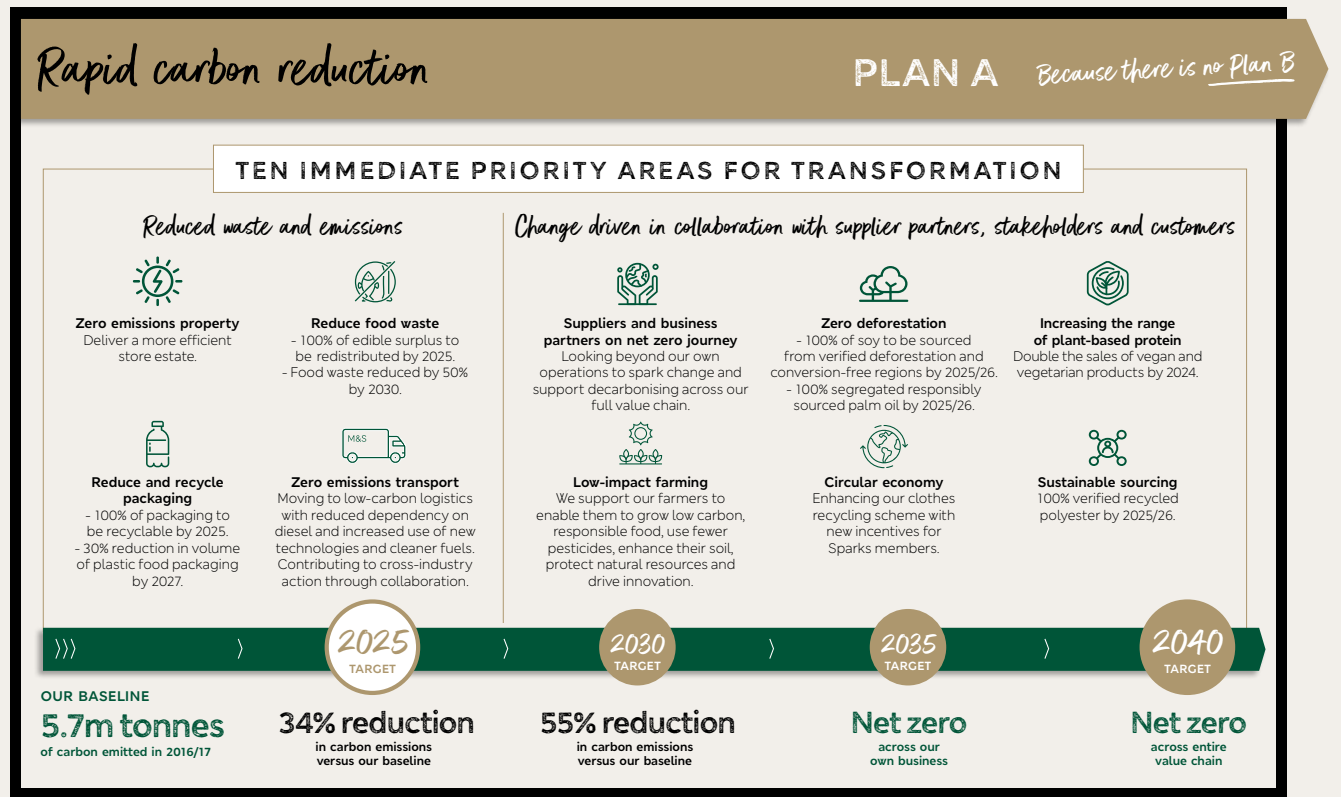 Rapid carbon reduction
PLAN A
Because there is no Plan B
TEN IMMEDIATE PRIORITY AREAS FOR TRANSFORMATION
Reduced waste and emissions
Zero emissions property
Deliver a more efficient
store estate.
Reduce food waste
- 100% of edible surplus to
be redistributed by 2025.
- Food waste reduced by 50%
by 2030.
Reduce and recycle
packaging
- 100% of packaging to
be recyclable by 2025.
- 30% reduction in volume
of plastic food packaging
by 2027.
M&S
Zero emissions transport
Moving to low-carbon logistics
with reduced dependency on
diesel and increased use of new
technologies and cleaner fuels.
Contributing to cross-industry
action through collaboration.
Change driven in collaboration with supplier partners, stakeholders and customers
Suppliers and business
partners on net zero journey
Looking beyond our own
operations to spark change and
support decarbonising across our
full value chain.
Zero deforestation
- 100% of soy to be sourced
from verified deforestation and
conversion-free regions by 2025/26.
- 100% segregated responsibly
sourced palm oil by 2025/26.
Increasing the range
of plant-based protein
Double the sales of vegan and
vegetarian products by 2024.
Low-impact farming
We support our farmers to
enable them to grow low carbon,
responsible food, use fewer
pesticides, enhance their soil,
protect natural resources and
drive innovation.
Circular economy
Enhancing our clothes
recycling scheme with
new incentives for
Sparks members.
Sustainable sourcing
100% verified recycled
polyester by 2025/26.
2025
TARGET
2030
TARGET
2035
TARGET
2040
TARGET
OUR BASELINE
5.7m tonnes
of carbon emitted in 2016/17
34% reduction
in carbon emissions
versus our baseline
55% reduction
in carbon emissions
versus our baseline
Net zero
across our
own business
Net zero
across entire
value chain